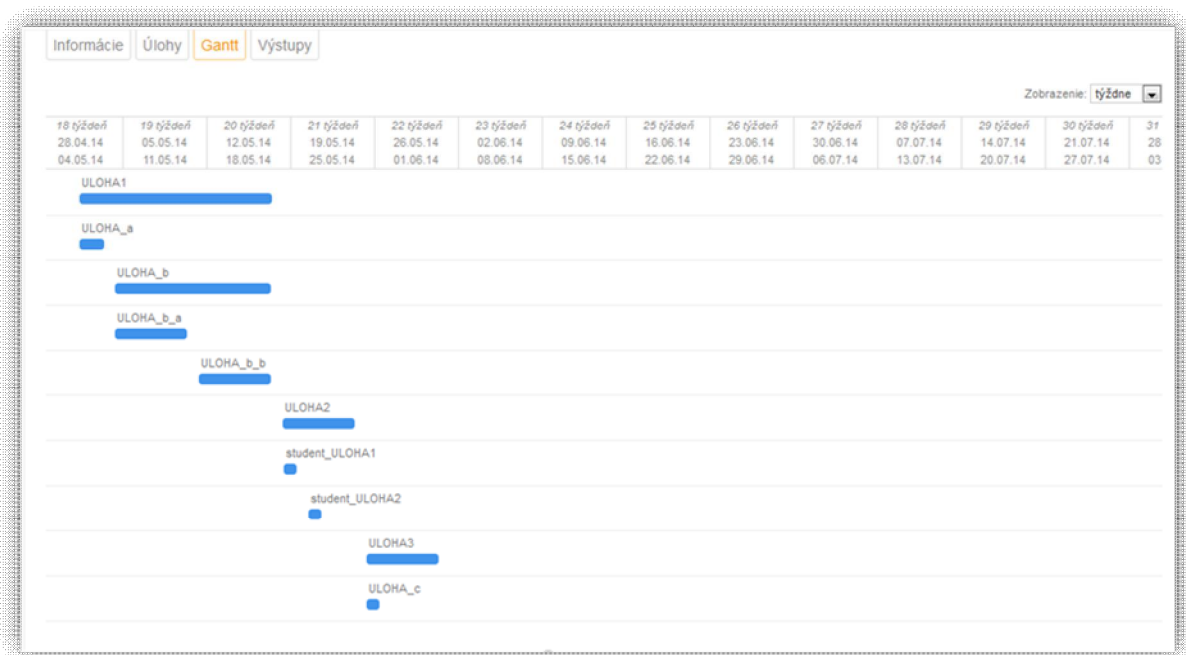 Informácie Úlohy Gantt Výstupy
Zobrazenie: týždne
18 týždeň 19 týždeň 20 týždeň 21 týždeň 22 týždeň 23 týždeň 24 týždeň 25 týždeň 26 týždeň 27 týždeň 28 týždeň 29 týždeň 30 týždeň 31
28.04.14 05.05.14 12.05.14 19.05.14 26.05.14 02.06.14 09.06.14 16.06.14 23.06.14 30.06.14 07.07.14 14.07.14 21.07.14 28
04.05.14 11.05.14 18.05.14 25.05.14 01.06.14 08.06.14 15.06.14 22.06.14 29.06.14 06.07.14 13.07.14 20.07.14 27.07.14 03
ULOHA1
ULOHA_a
ULOHA_b
ULOHA_b_a
ULOHA_b_b
ULOHA2
student_ULOHA1
student_ULOHA2
ULOHA3
ULOHA_c